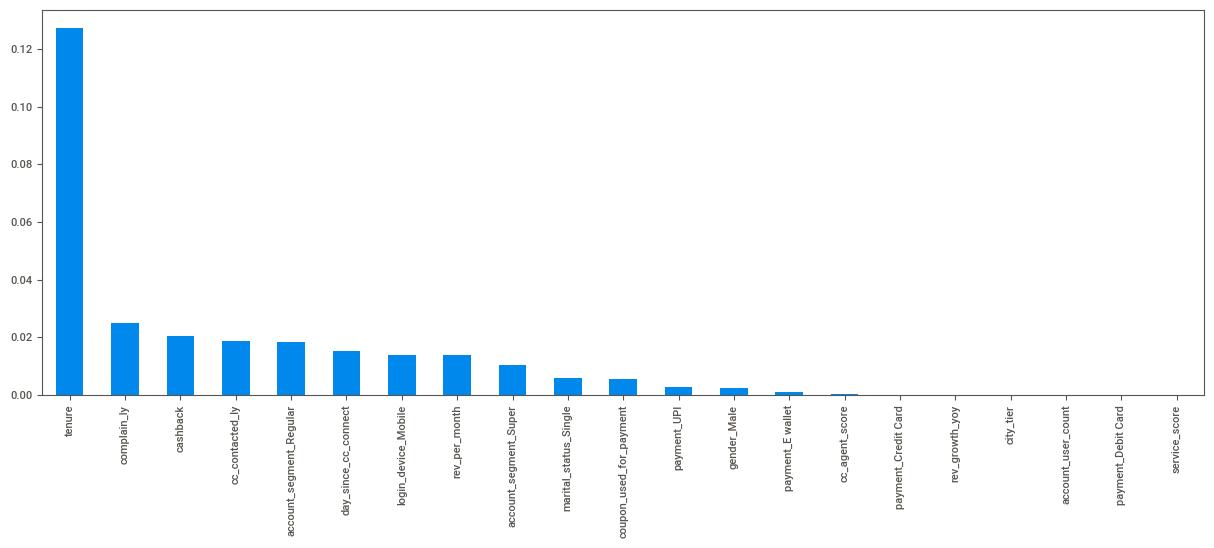 0.12
0.10
0.08
0.06
0.04
0.02
0.00
tenure
complain_ly
cashback
cc_contacted_ly
account_segment_Regular
day_since_cc_connect
login_device_Mobile
rev_per_month
account_segment_Super
marital_status_Single
coupon_used_for_payment
payment_UPI
gender_Male
payment_E wallet
cc_agent_score
payment_Credit Card
rev_growth_yoy
city_tier
account_user_count
payment_Debit Card
service_score